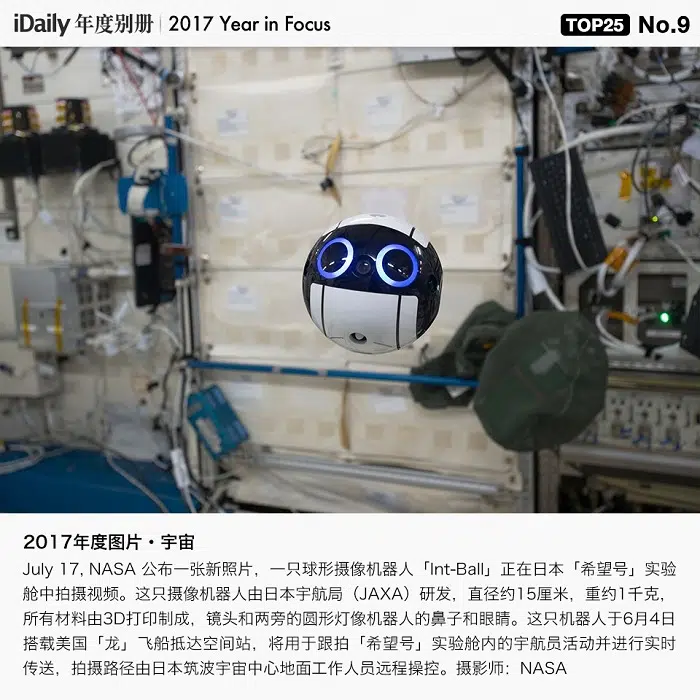 iDaily 年度别册 | 2017 Year in Focus
TOP25 No.9
2017年度图片・宇宙
July 17, NASA 公布一张新照片，一只球形摄像机器人「Int-Ball」正在日本「希望号」实验
舱中拍摄视频。这只摄像机器人由日本宇航局（JAXA）研发，直径约15厘米，重约1千克，
所有材料由3D打印制成，镜头和两旁的圆形灯像机器人的鼻子和眼睛。这只机器人于6月4日
搭载美国「龙」飞船抵达空间站，将用于跟拍「希望号」实验舱内的宇航员活动并进行实时
传送，拍摄路径由日本筑波宇宙中心地面工作人员远程操控。摄影师：NASA